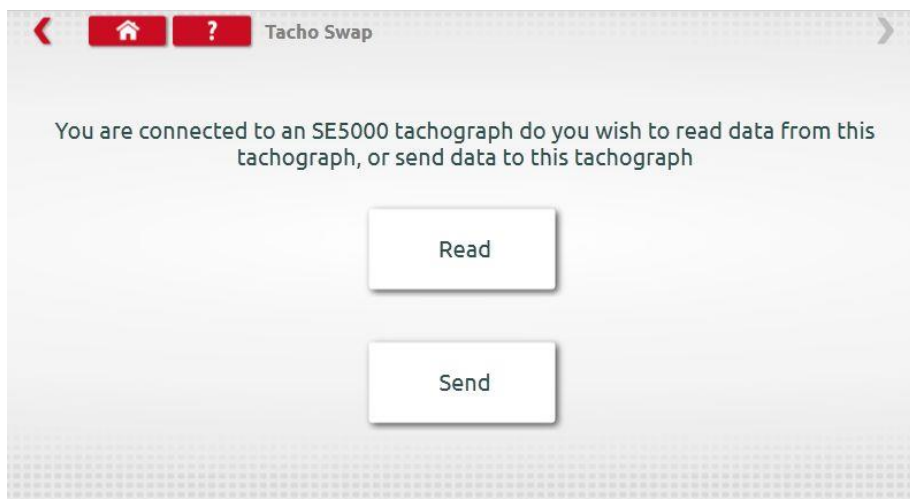 ? Tacho Swap
You are connected to an SE5000 tachograph do you wish to read data from this
tachograph, or send data to this tachograph
Read
Send